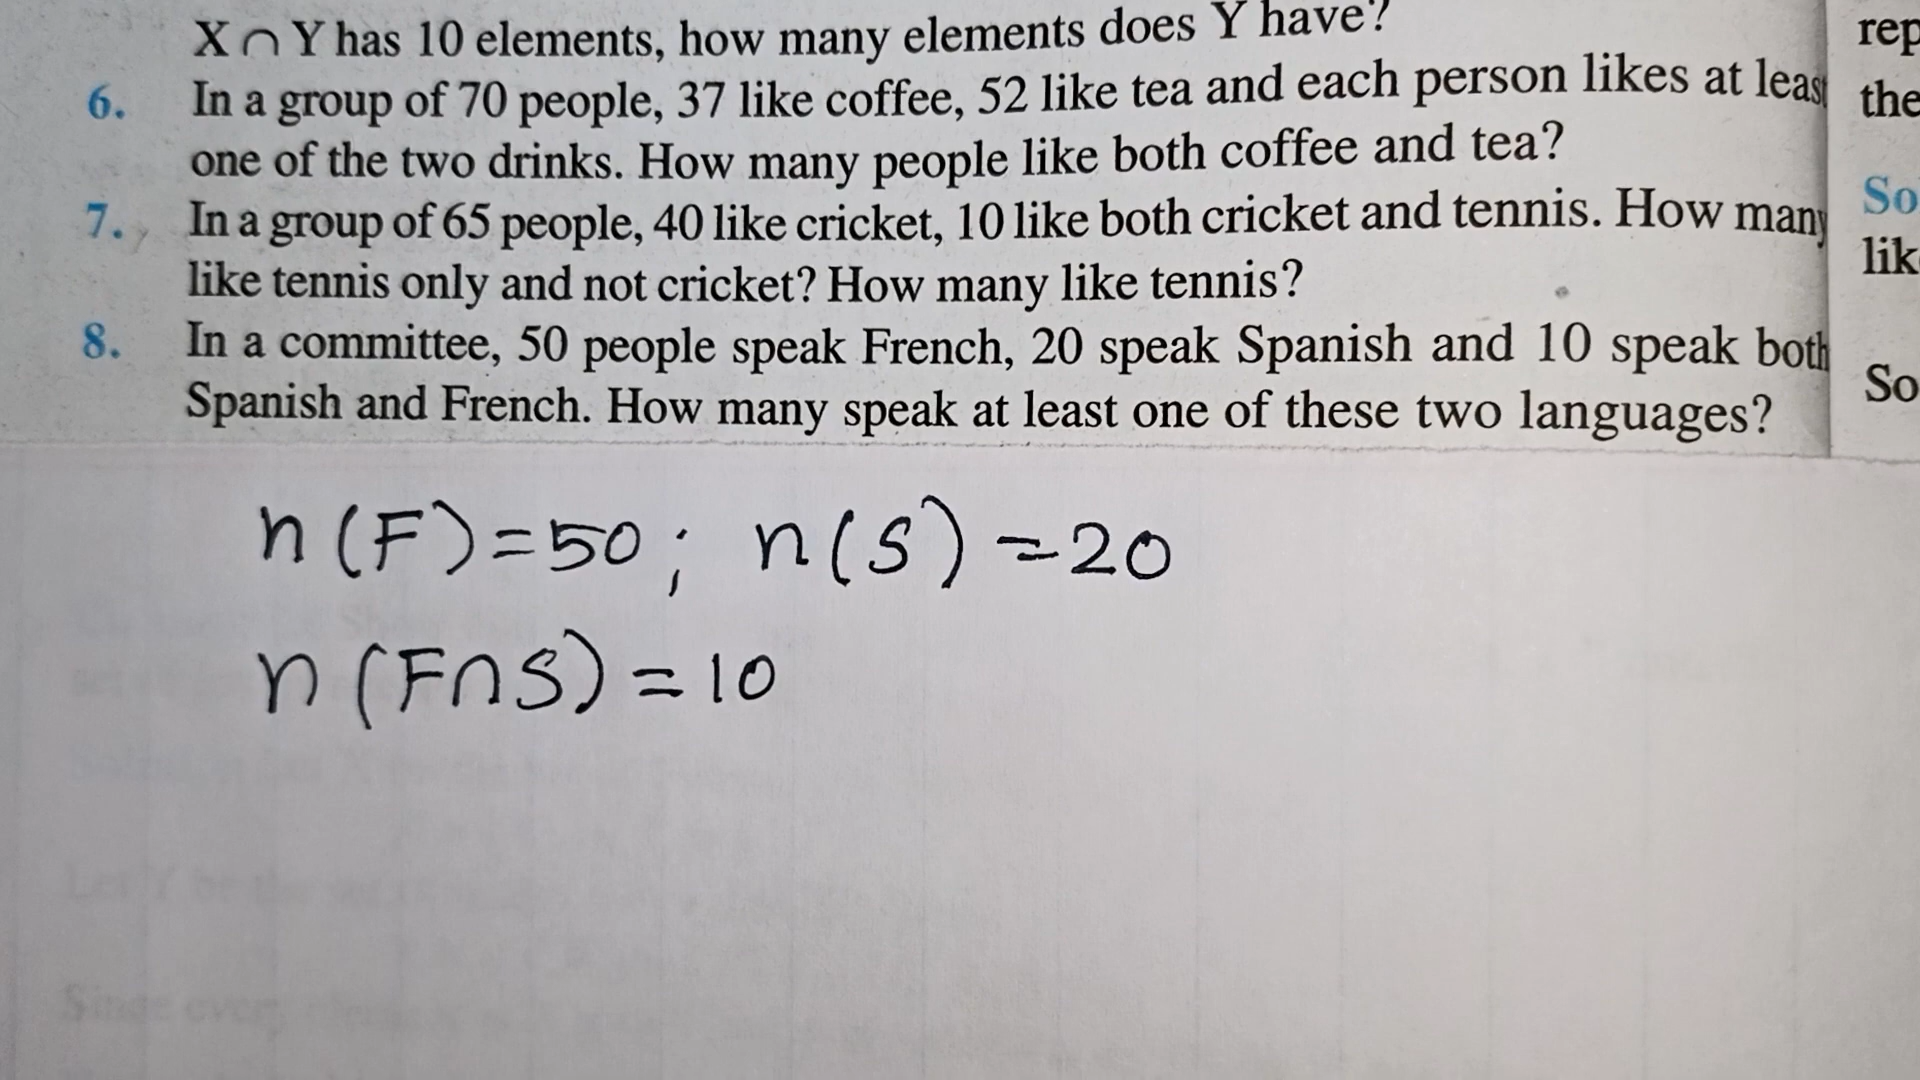 X ∩ Y has 10 elements, how many elements does Y have?
6. In a group of 70 people, 37 like coffee, 52 like tea and each person likes at least
one of the two drinks. How many people like both coffee and tea?
7. In a group of 65 people, 40 like cricket, 10 like both cricket and tennis. How many
like tennis only and not cricket? How many like tennis?
8. In a committee, 50 people speak French, 20 speak Spanish and 10 speak both
Spanish and French. How many speak at least one of these two languages?
rep
the
So
lik
So
n(F)=50; n(S)=20
n(F∩S)=10